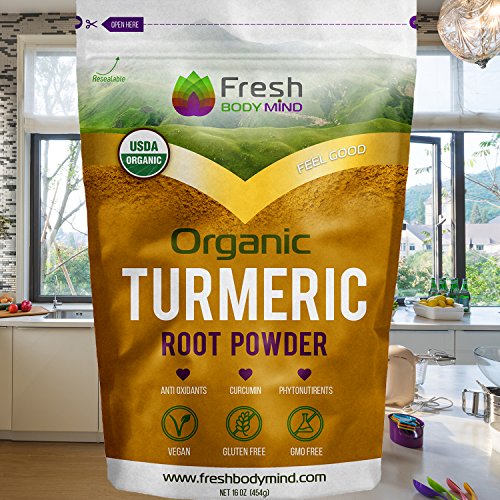 OPEN HERE
Resealable
Fresh
BODY MIND
USDA
ORGANIC
FEEL GOOD
Organic
TURMERIC
ROOT POWDER
ANTI OXIDANTS
CURCUMIN
PHYTONUTIRENTS
VEGAN
GLUTEN FREE
GMO FREE
www.freshbodymind.com
NET 16 OZ (454g)